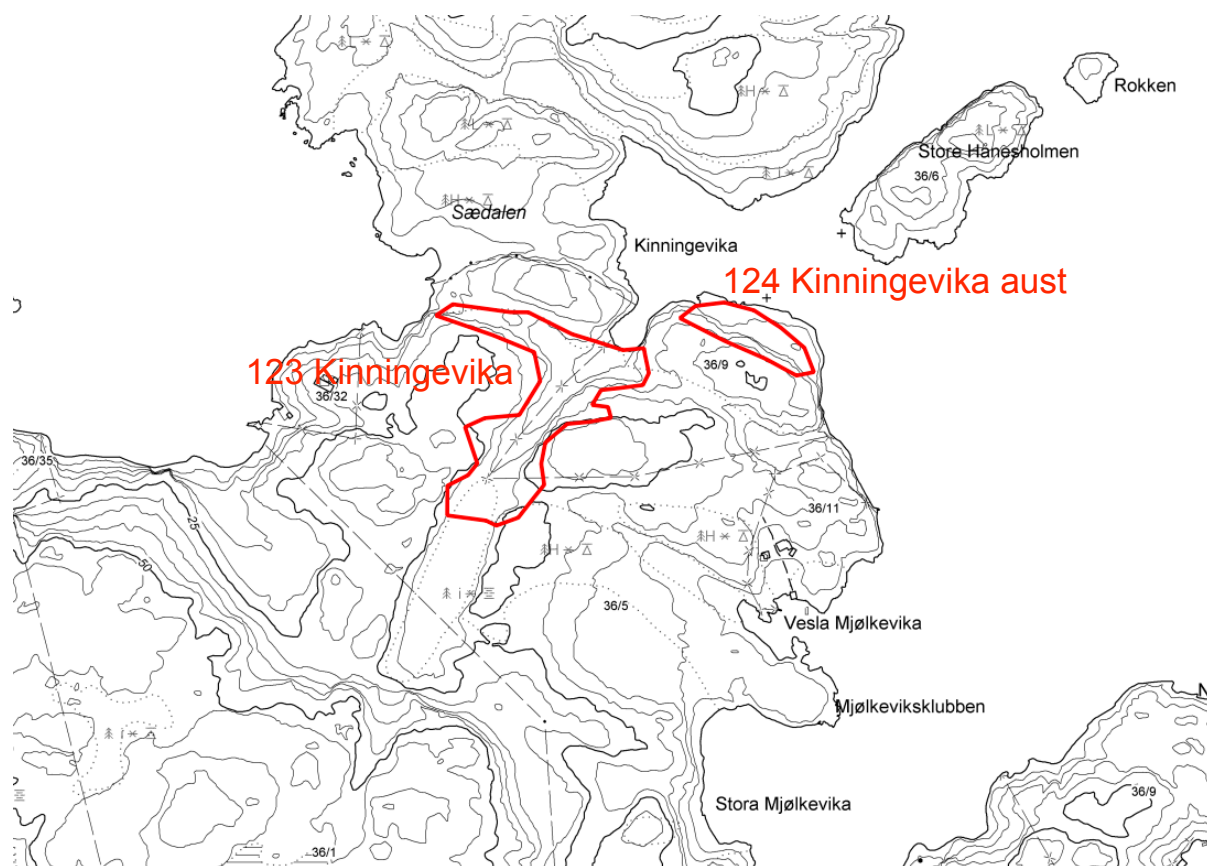 L
H
Rokken
L
L
Store Hånesholmen
L
36/6
H
Sædalen
Kinningevika
124 Kinningevika aust
123 Kinningevika
36/9
36/32
36/35
36/11
25
H
H
50
i
36/5
Vesla Mjølkevika
Mjølkeviksklubben
N
i
Stora Mjølkevika
36/9
36/1